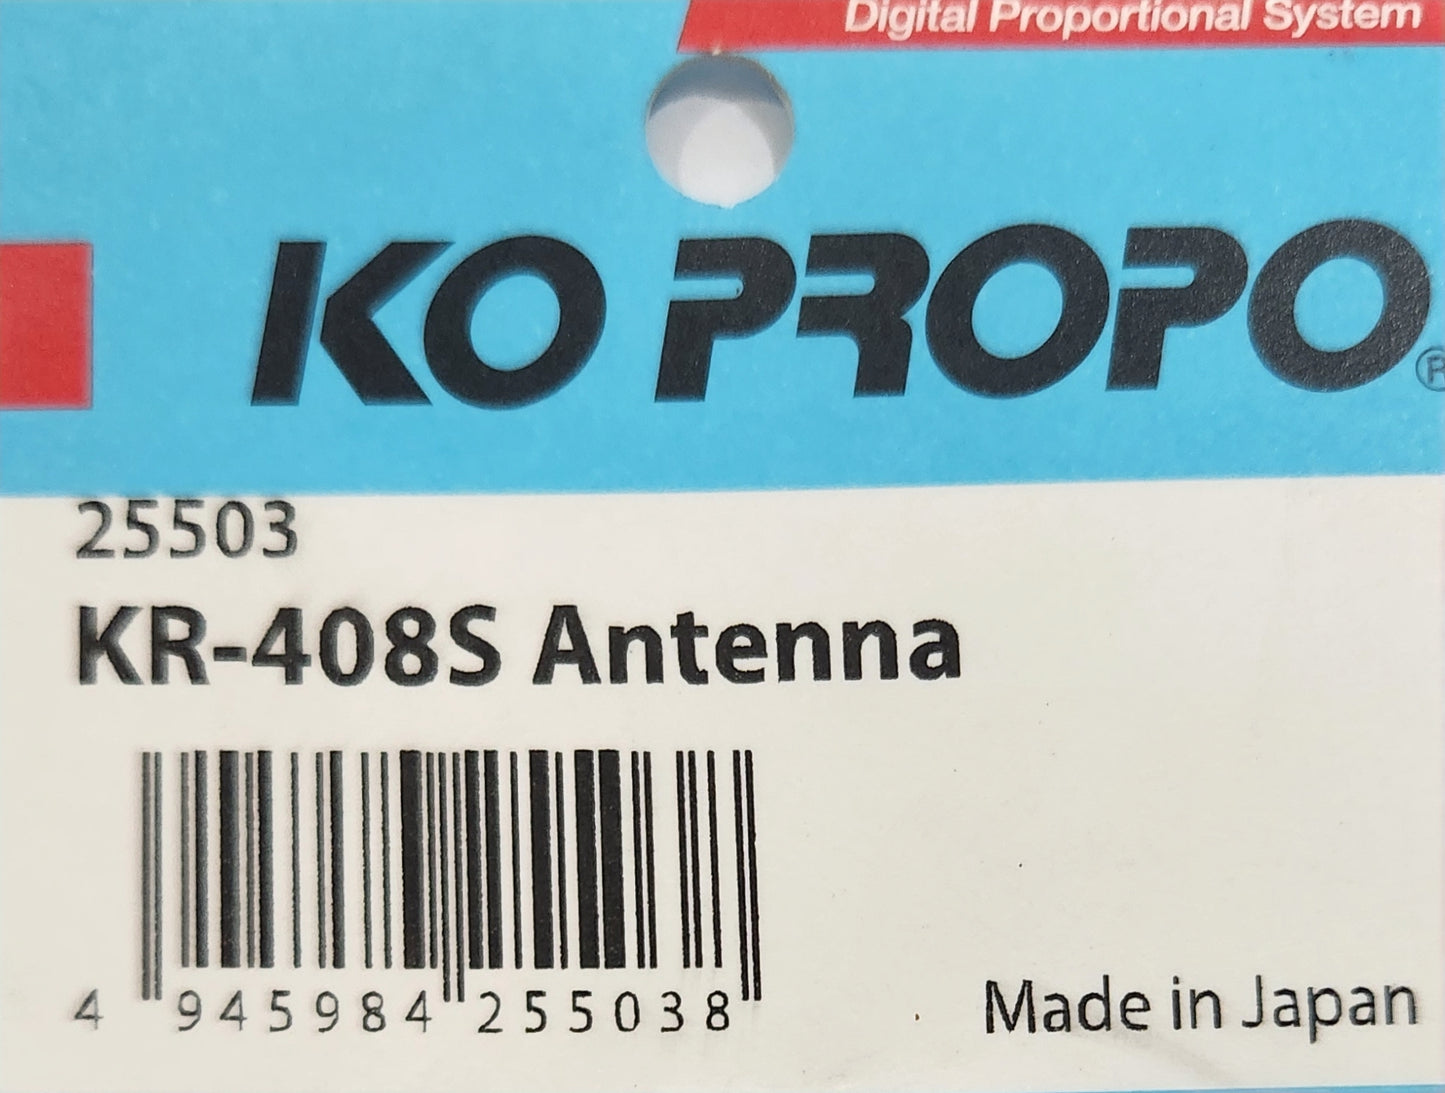 Digital Proportional System
KO PROPO®
25503
KR-408S Antenna
4 945984 255038
Made in Japan